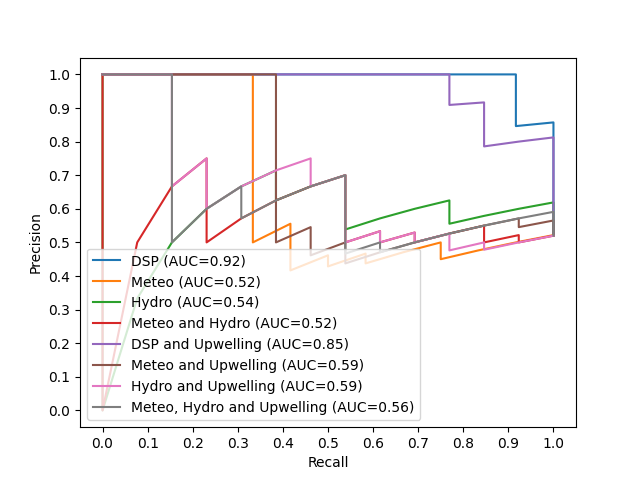 1.0
0.9
0.8
0.7
0.6
0.5
0.4
0.3
0.2
0.1
0.0
Precision
DSP (AUC=0.92)
Meteo (AUC=0.52)
Hydro (AUC=0.54)
Meteo and Hydro (AUC=0.52)
DSP and Upwelling (AUC=0.85)
Meteo and Upwelling (AUC=0.59)
Hydro and Upwelling (AUC=0.59)
Meteo, Hydro and Upwelling (AUC=0.56)
0.0 0.1 0.2 0.3 0.4 0.5 0.6 0.7 0.8 0.9 1.0
Recall